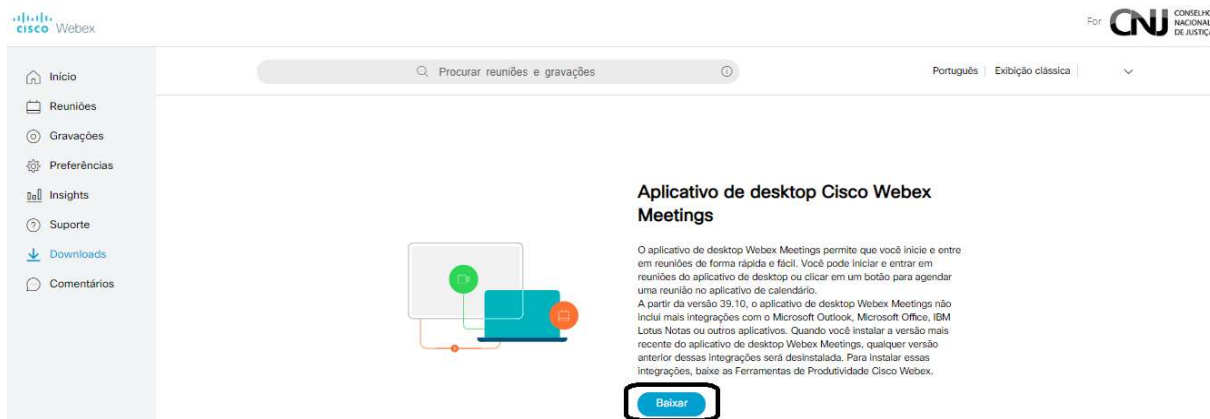 CISCO Webex
For CNJ CONSELHO
NACIONAL
DE JUSTIÇA
Início
Procurar reuniões e gravações
Português
Exibição clássica
Reuniões
Gravações
Preferências
Insights
Suporte
Downloads
Comentários
Aplicativo de desktop Cisco Webex
Meetings
O aplicativo de desktop Webex Meetings permite que você inicie e entre
em reuniões de forma rápida e fácil. Você pode iniciar e entrar em
reuniões do aplicativo de desktop ou clicar em um botão para agendar
uma reunião no aplicativo de calendário.
A partir da versão 39.10, o aplicativo de desktop Webex Meetings não
inclui mais integrações com o Microsoft Outlook, Microsoft Office, IBM
Lotus Notas ou outros aplicativos. Quando você instalar a versão mais
recente do aplicativo de desktop Webex Meetings, qualquer versão
anterior dessas integrações será desinstalada. Para instalar essas
integrações, baixe as Ferramentas de Produtividade Cisco Webex.
Baixar